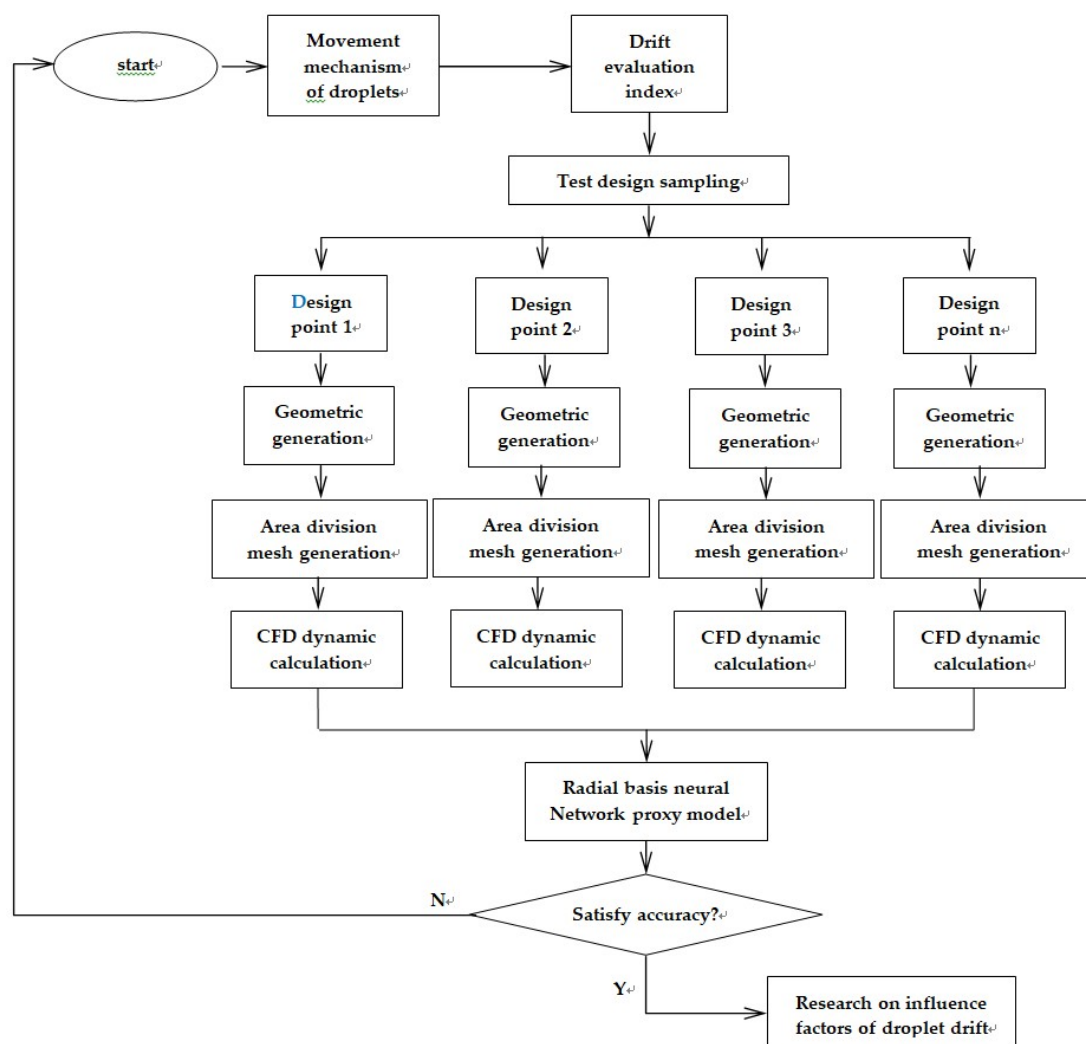 start
Movement
mechanism
of droplets
Drift
evaluation
index
Test design sampling
Design
point 1
Design
point 2
Design
point 3
Design
point n
Geometric
generation
Geometric
generation
Geometric
generation
Geometric
generation
Area division
mesh generation
Area division
mesh generation
Area division
mesh generation
Area division
mesh generation
CFD dynamic
calculation
CFD dynamic
calculation
CFD dynamic
calculation
CFD dynamic
calculation
Radial basis neural
Network proxy model
N
Satisfy accuracy?
Y
Research on influence
factors of droplet drift